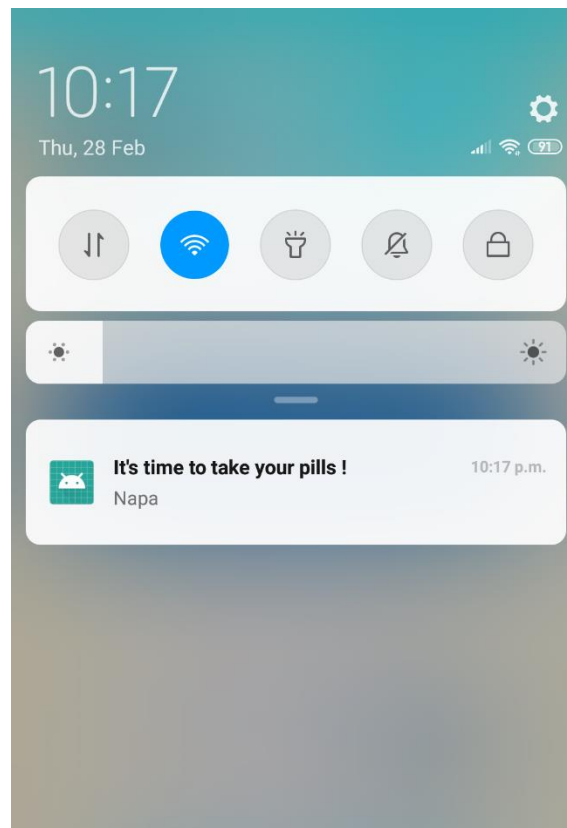 10:17
Thu, 28 Feb
91
It's time to take your pills !
10:17 p.m.
Napa